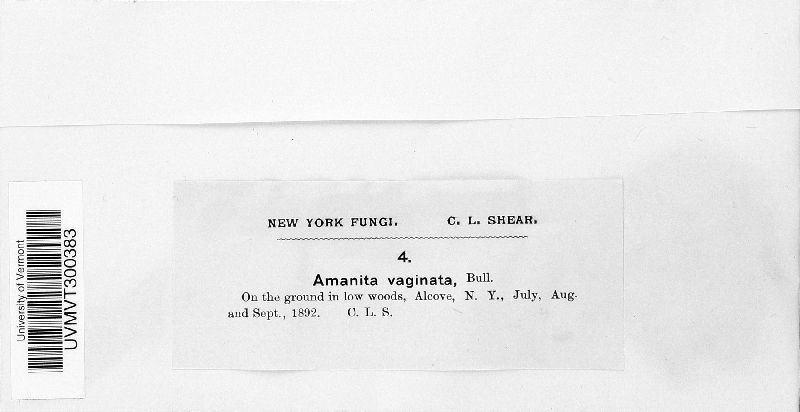 NEW YORK FUNGI. C. L. SHEAR.
4.
Amanita vaginata, Bull.
On the ground in low woods, Alcove, N. Y., July, Aug.
and Sept., 1892. C. L. S.
University of Vermont
UVMVT300383